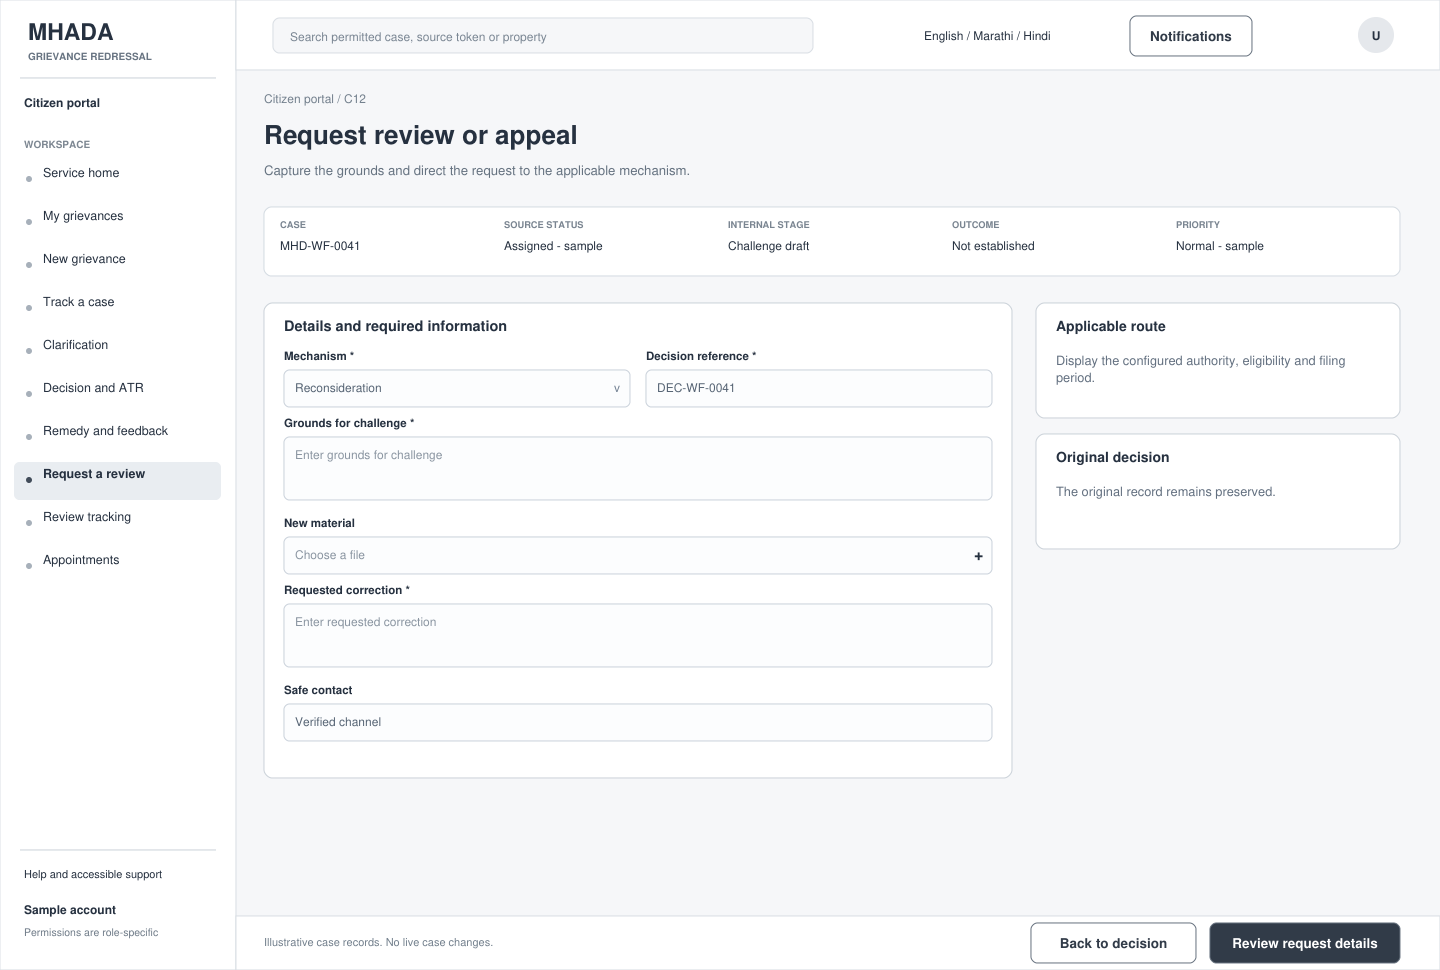 MHADA
GRIEVANCE REDRESSAL
Citizen portal
WORKSPACE
Service home
My grievances
New grievance
Track a case
Clarification
Decision and ATR
Remedy and feedback
Request a review
Review tracking
Appointments
Help and accessible support
Sample account
Permissions are role-specific
Search permitted case, source token or property
English / Marathi / Hindi
Notifications
U
Citizen portal / C12
Request review or appeal
Capture the grounds and direct the request to the applicable mechanism.
CASE
MHD-WF-0041
SOURCE STATUS
Assigned - sample
INTERNAL STAGE
Challenge draft
OUTCOME
Not established
PRIORITY
Normal - sample
Details and required information
Mechanism *
Reconsideration v
Decision reference *
DEC-WF-0041
Grounds for challenge *
Enter grounds for challenge
New material
Choose a file +
Requested correction *
Enter requested correction
Safe contact
Verified channel
Applicable route
Display the configured authority, eligibility and filing
period.
Original decision
The original record remains preserved.
Illustrative case records. No live case changes.
Back to decision
Review request details